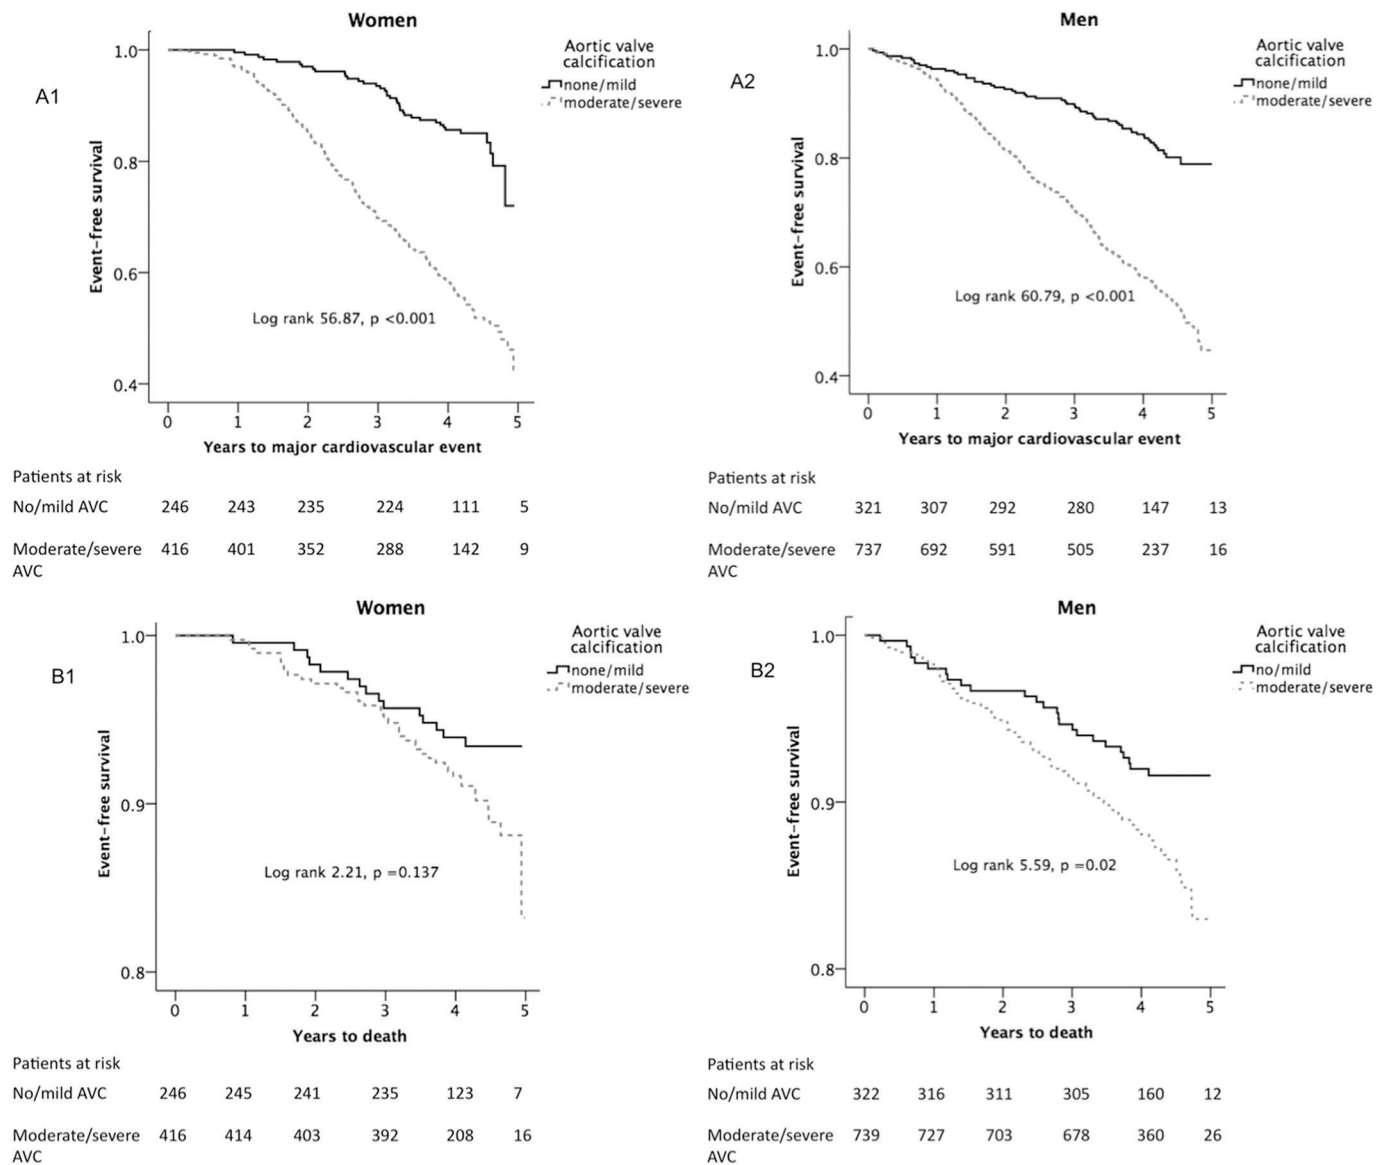 Women
A1
Aortic valve
calcification
none/mild
moderate/severe
Event-free survival
1.0
0.8
0.6
0.4
Log rank 56.87, p <0.001
0 1 2 3 4 5
Years to major cardiovascular event
Patients at risk
No/mild AVC 246 243 235 224 111 5
Moderate/severe 416 401 352 288 142 9
AVC
Men
A2
Aortic valve
calcification
none/mild
moderate/severe
Event-free survival
1.0
0.8
0.6
0.4
Log rank 60.79, p <0.001
0 1 2 3 4 5
Years to major cardiovascular event
Patients at risk
No/mild AVC 321 307 292 280 147 13
Moderate/severe 737 692 591 505 237 16
AVC
Women
B1
Aortic valve
calcification
none/mild
moderate/severe
Event-free survival
1.0
0.9
0.8
Log rank 2.21, p =0.137
0 1 2 3 4 5
Years to death
Patients at risk
No/mild AVC 246 245 241 235 123 7
Moderate/severe 416 414 403 392 208 16
AVC
Men
B2
Aortic valve
calcification
no/mild
moderate/severe
Event-free survival
1.0
0.9
0.8
Log rank 5.59, p =0.02
0 1 2 3 4 5
Years to death
Patients at risk
No/mild AVC 322 316 311 305 160 12
Moderate/severe 739 727 703 678 360 26
AVC